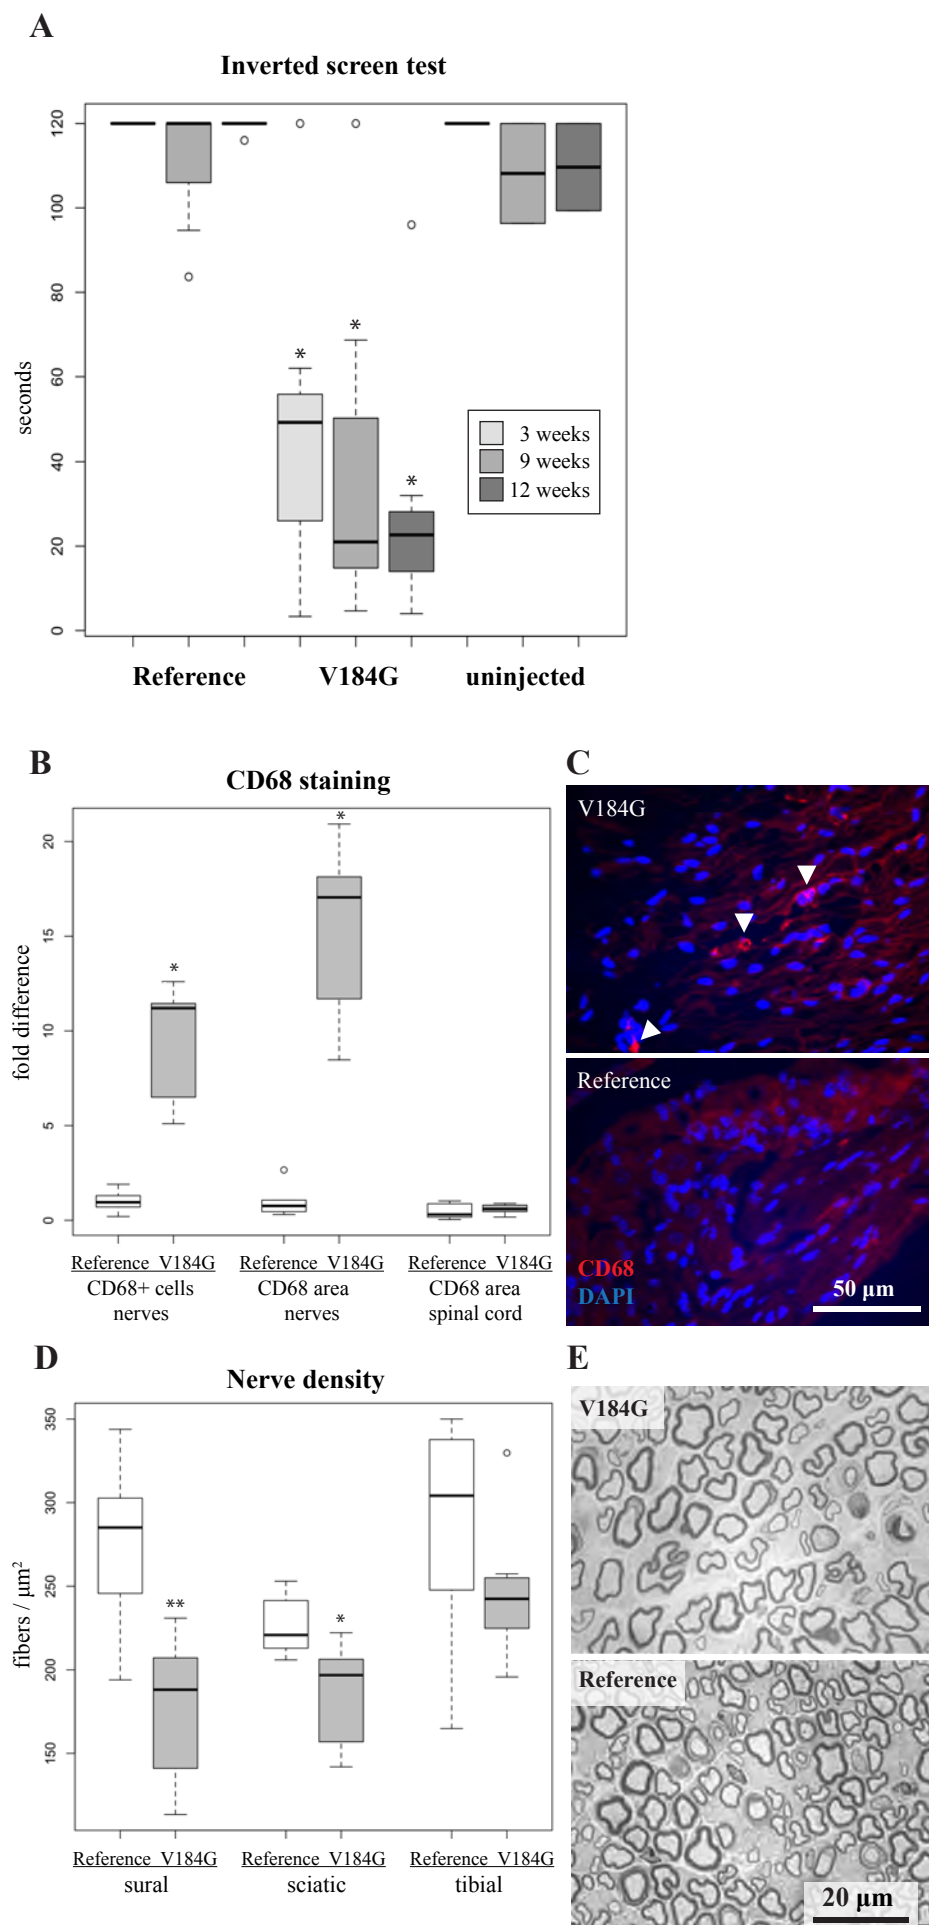 A
Inverted screen test
seconds
0
20
40
60
80
100
120
*
*
*
3 weeks
9 weeks
12 weeks
Reference
V184G
uninjected
B
CD68 staining
fold difference
0
5
10
15
20
*
*
Reference V184G
CD68+ cells
nerves
Reference V184G
CD68 area
nerves
Reference V184G
CD68 area
spinal cord
C
V184G
Reference
CD68
DAPI
50 µm
D
Nerve density
fibers / µm²
150
200
250
300
350
**
*
Reference V184G
sural
Reference V184G
sciatic
Reference V184G
tibial
E
V184G
Reference
20 µm